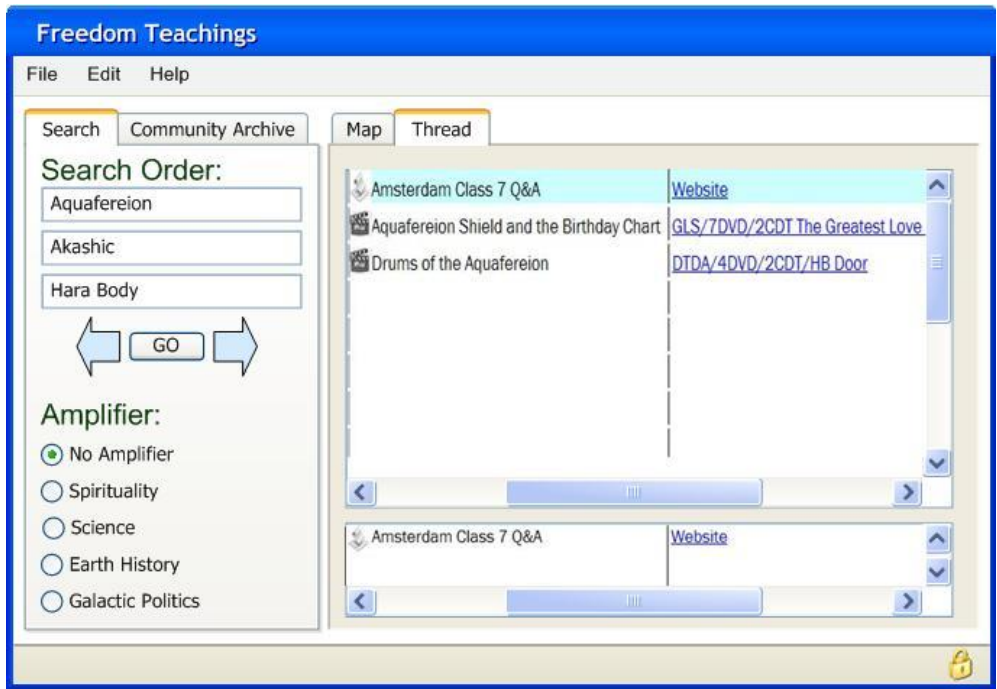 Freedom Teachings
File Edit Help
Search Community Archive
Search Order:
Aquafereion
Akashic
Hara Body
GO
Amplifier:
No Amplifier
Spirituality
Science
Earth History
Galactic Politics
Map Thread
Amsterdam Class 7 Q&A Website
Aquafereion Shield and the Birthday Chart GLS/7DVD/2CDT The Greatest Love
Drums of the Aquafereion DTDA/4DVD/2CDT/HB Door
Amsterdam Class 7 Q&A Website